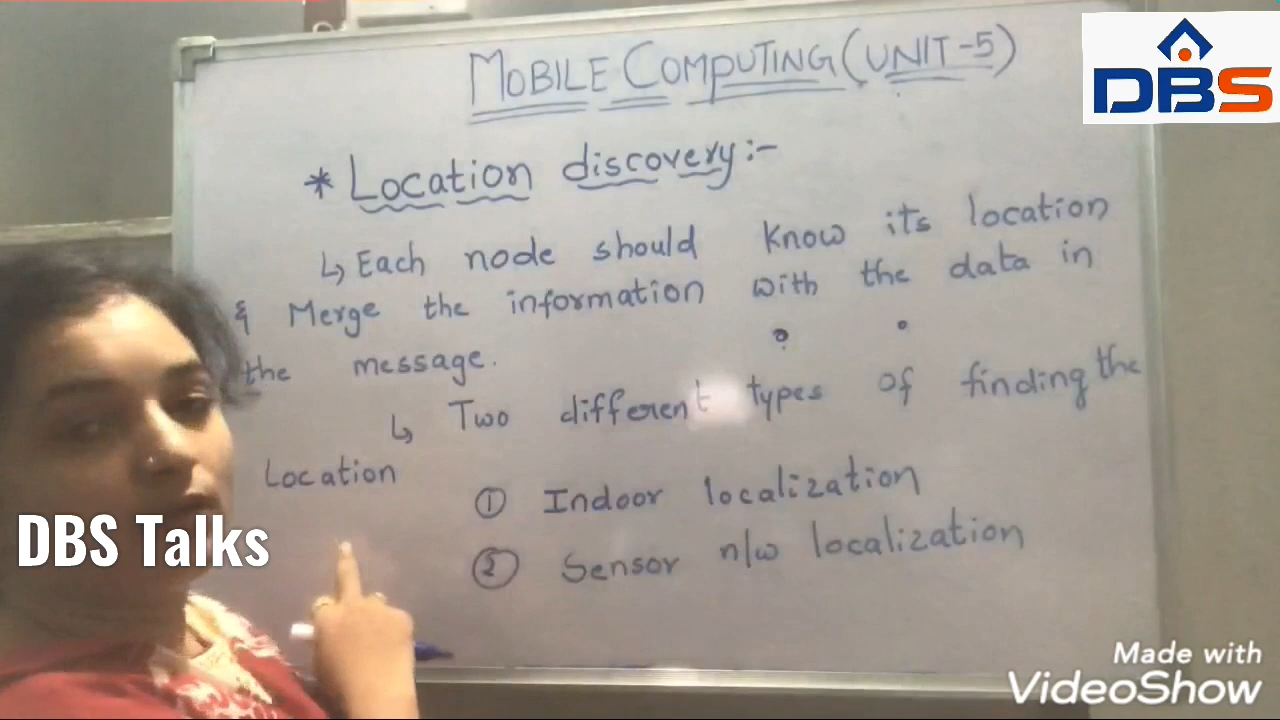 MOBILE COMPUTING (UNIT-5)
DBS
* Location discovery:-
↳ Each node should know its location
& Merge the information with the data in
the message.
↳ Two different types of finding the
Location
① Indoor localization
② Sensor n/w localization
DBS Talks
Made with
VideoShow